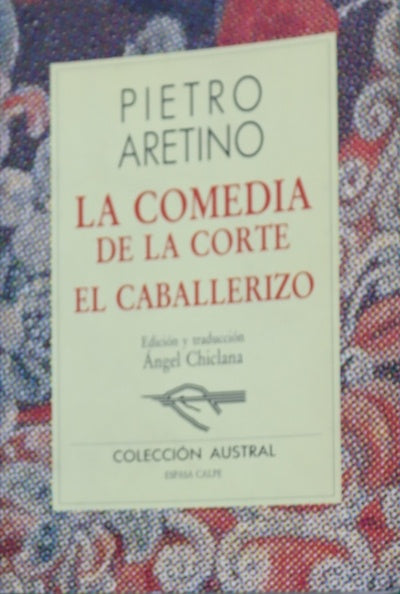 PIETRO
ARETINO
LA COMEDIA
DE LA CORTE
EL CABALLERIZO
Edición y traducción
Ángel Chiclana
COLECCIÓN AUSTRAL
ESPASA CALPE